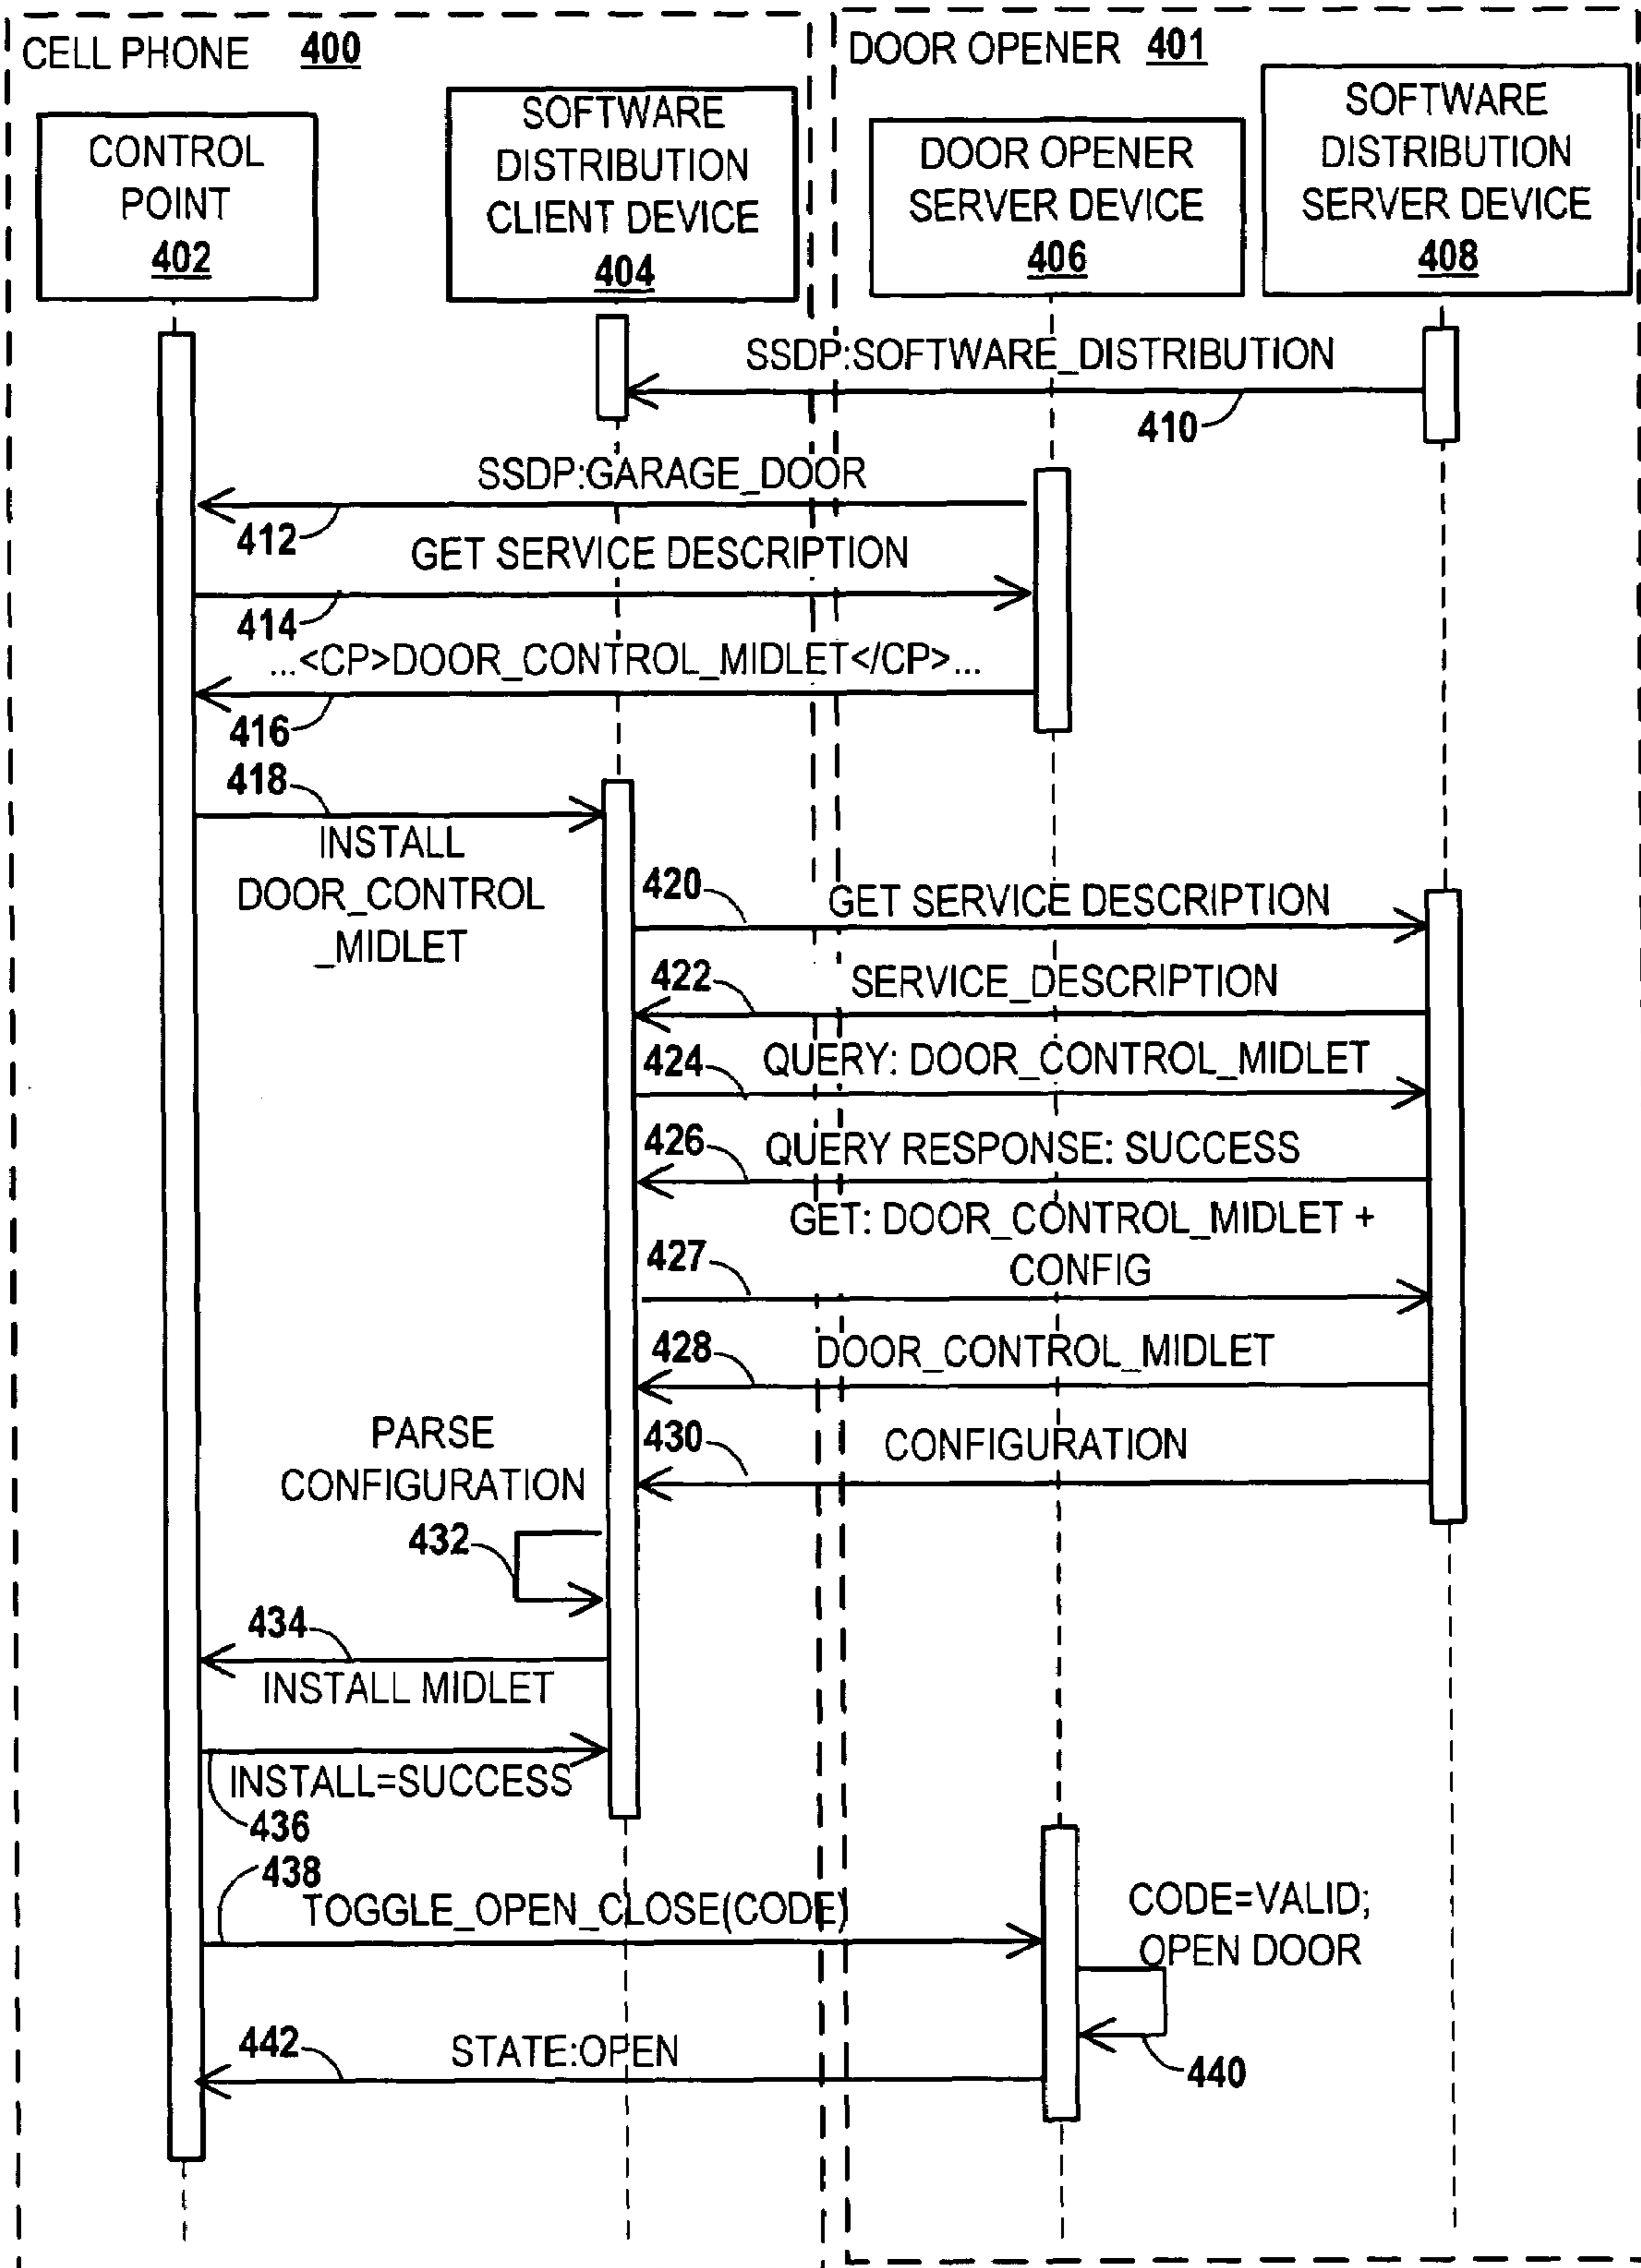 CELL PHONE 400
DOOR OPENER 401
CONTROL
POINT
402
SOFTWARE
DISTRIBUTION
CLIENT DEVICE
404
DOOR OPENER
SERVER DEVICE
406
SOFTWARE
DISTRIBUTION
SERVER DEVICE
408
SSDP:SOFTWARE_DISTRIBUTION
410
SSDP:GARAGE_DOOR
412
GET SERVICE DESCRIPTION
414
...<CP>DOOR_CONTROL_MIDLET</CP>...
416
418
INSTALL
DOOR_CONTROL
_MIDLET
420
GET SERVICE DESCRIPTION
422
SERVICE_DESCRIPTION
424
QUERY: DOOR_CONTROL_MIDLET
426
QUERY RESPONSE: SUCCESS
GET: DOOR_CONTROL_MIDLET +
CONFIG
427
428
DOOR_CONTROL_MIDLET
PARSE
CONFIGURATION
430
CONFIGURATION
432
434
INSTALL MIDLET
INSTALL=SUCCESS
436
438
TOGGLE_OPEN_CLOSE(CODE)
CODE=VALID;
OPEN DOOR
442
STATE:OPEN
440